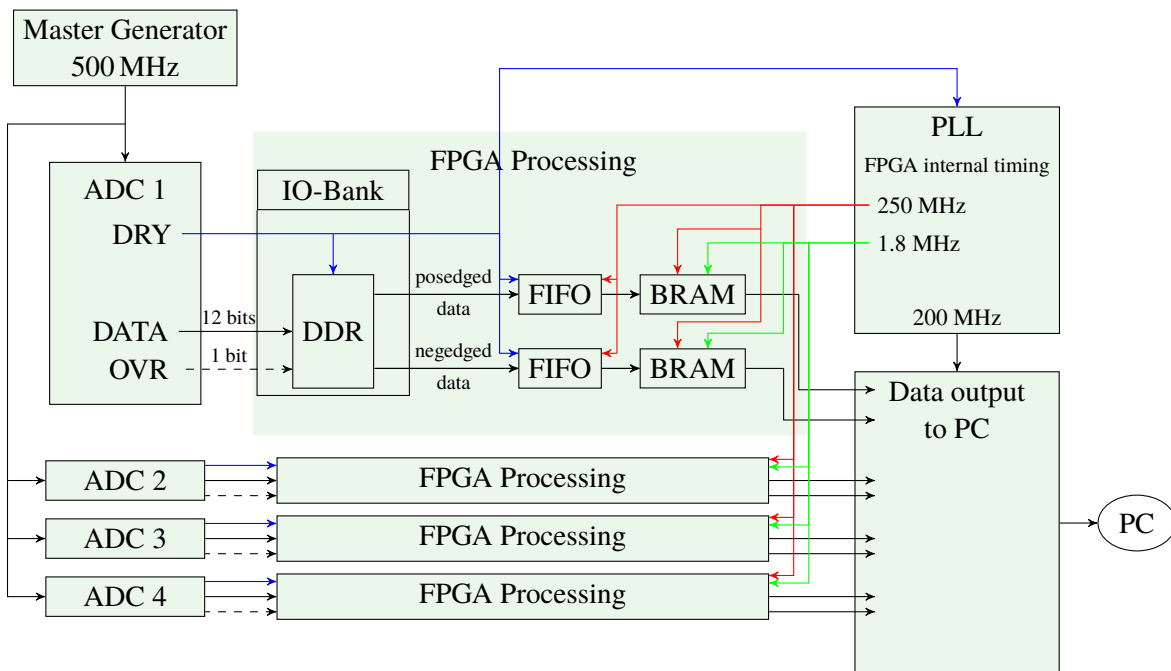 Master Generator
500 MHz
ADC 1
DRY
DATA
OVR
12 bits
1 bit
FPGA Processing
IO-Bank
DDR
posedged
data
negedged
data
FIFO
BRAM
FIFO
BRAM
PLL
FPGA internal timing
250 MHz
1.8 MHz
200 MHz
Data output
to PC
ADC 2
FPGA Processing
ADC 3
FPGA Processing
ADC 4
FPGA Processing
PC